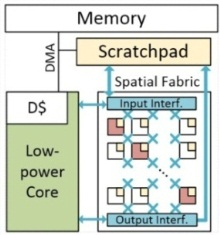 Memory
DMA
Scratchpad
Spatial Fabric
D$
Input Interf.
Low-
power
Core
Output Interf.